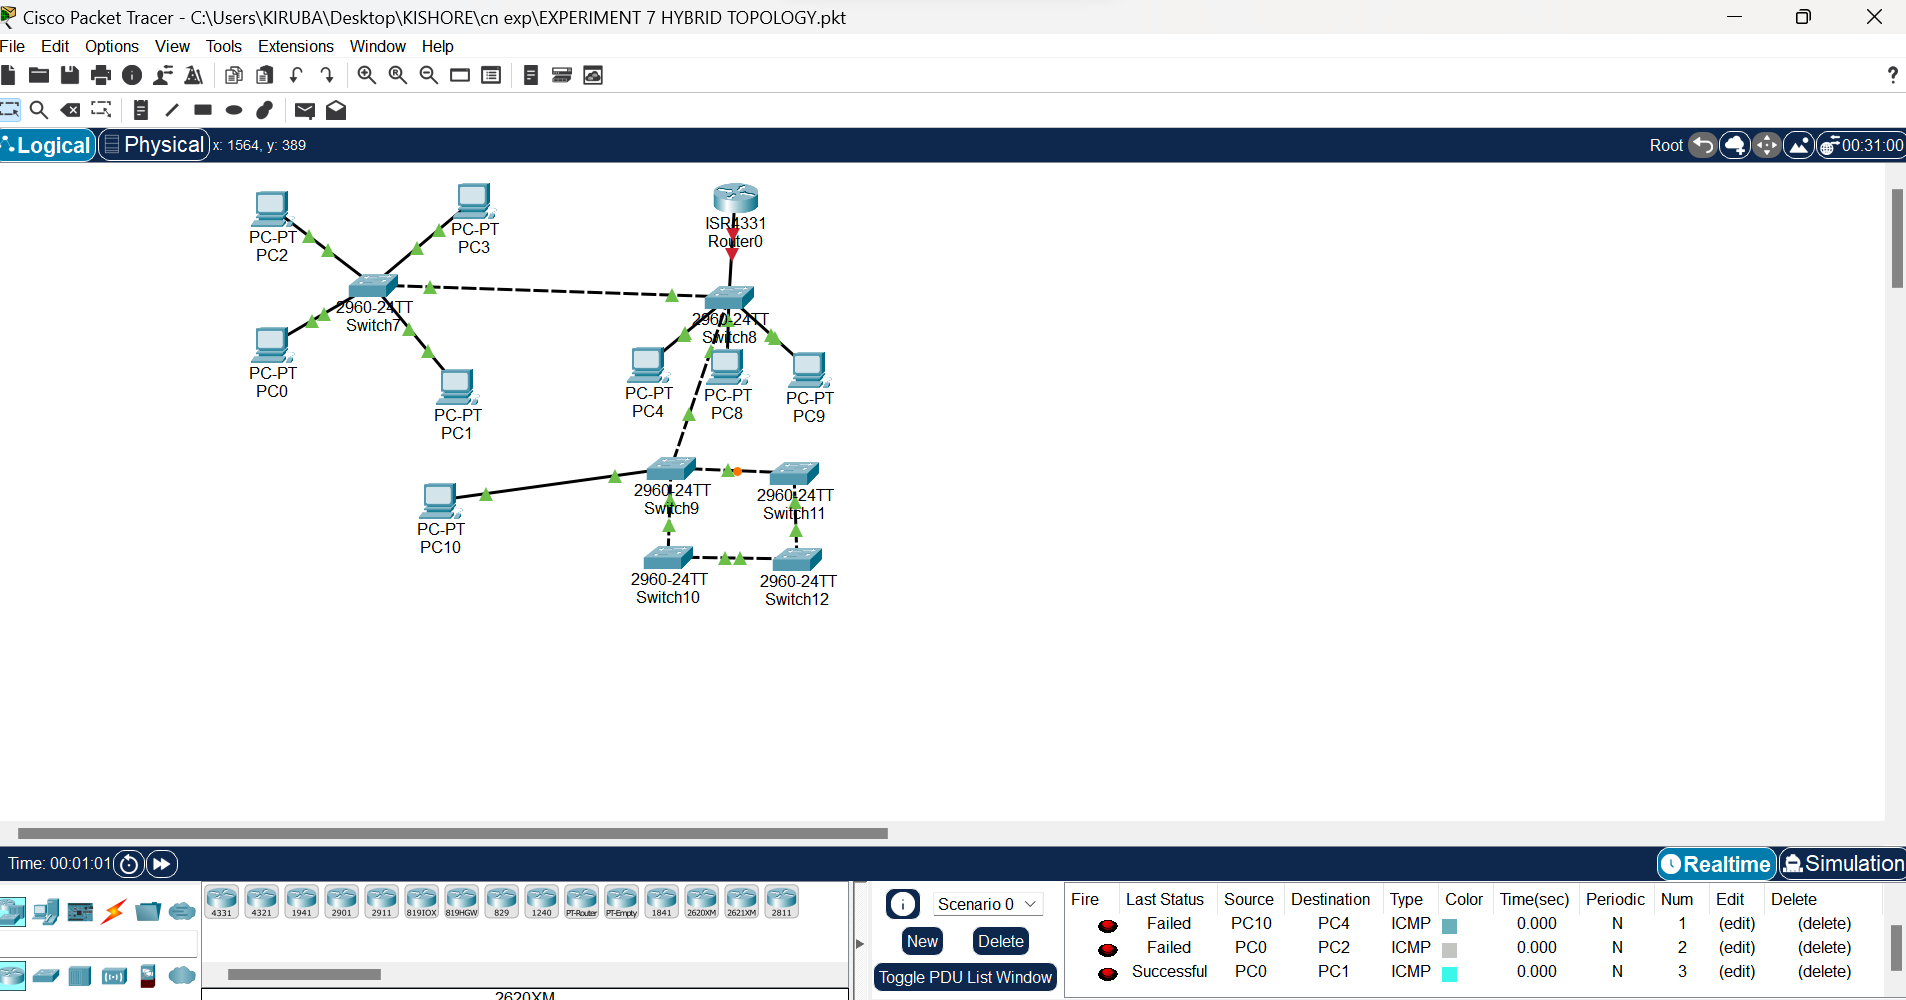 Cisco Packet Tracer - C:\Users\KIRUBA\Desktop\KISHORE\cn exp\EXPERIMENT 7 HYBRID TOPOLOGY.pkt
File Edit Options View Tools Extensions Window Help
?
Logical Physical x: 1564, y: 389 Root 00:31:00
PC-PT
PC2
PC-PT
PC3
ISR4331
Router0
2960-24TT
Switch7
2960-24TT
Switch8
PC-PT
PC0
PC-PT
PC1
PC-PT
PC4
PC-PT
PC8
PC-PT
PC9
2960-24TT
Switch9
2960-24TT
Switch11
PC-PT
PC10
2960-24TT
Switch10
2960-24TT
Switch12
Time: 00:01:01 Realtime Simulation
4331 4321 1941 2901 2911 819IOX 819HGW 829 1240 PT-Router PT-Empty 1841 2620XM 2621XM 2811
2620XM
Scenario 0
New Delete
Toggle PDU List Window
Fire Last Status Source Destination Type Color Time(sec) Periodic Num Edit Delete
Failed PC10 PC4 ICMP 0.000 N 1 (edit) (delete)
Failed PC0 PC2 ICMP 0.000 N 2 (edit) (delete)
Successful PC0 PC1 ICMP 0.000 N 3 (edit) (delete)